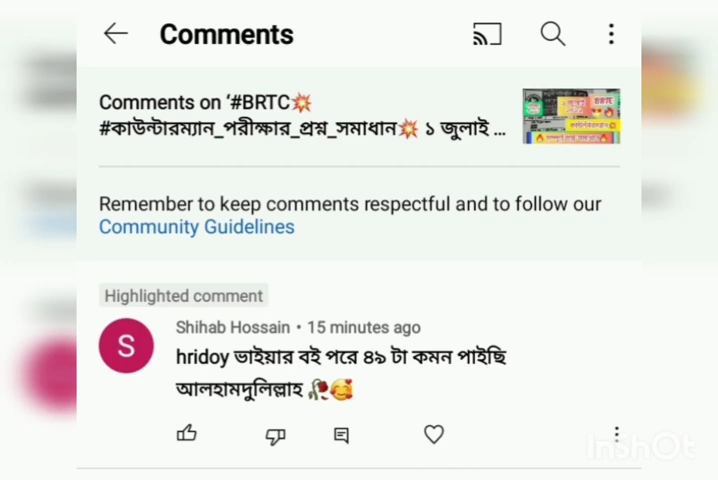 Comments
Comments on ‘#BRTC💥
#কাউন্টারম্যান_পরীক্ষার_প্রশ্ন_সমাধান💥 ১ জুলাই ...
Remember to keep comments respectful and to follow our
Community Guidelines
Highlighted comment
S
Shihab Hossain • 15 minutes ago
hridoy ভাইয়ার বই পরে ৪৯ টা কমন পাইছি
আলহামদুলিল্লাহ 🥀🥰
InShOt